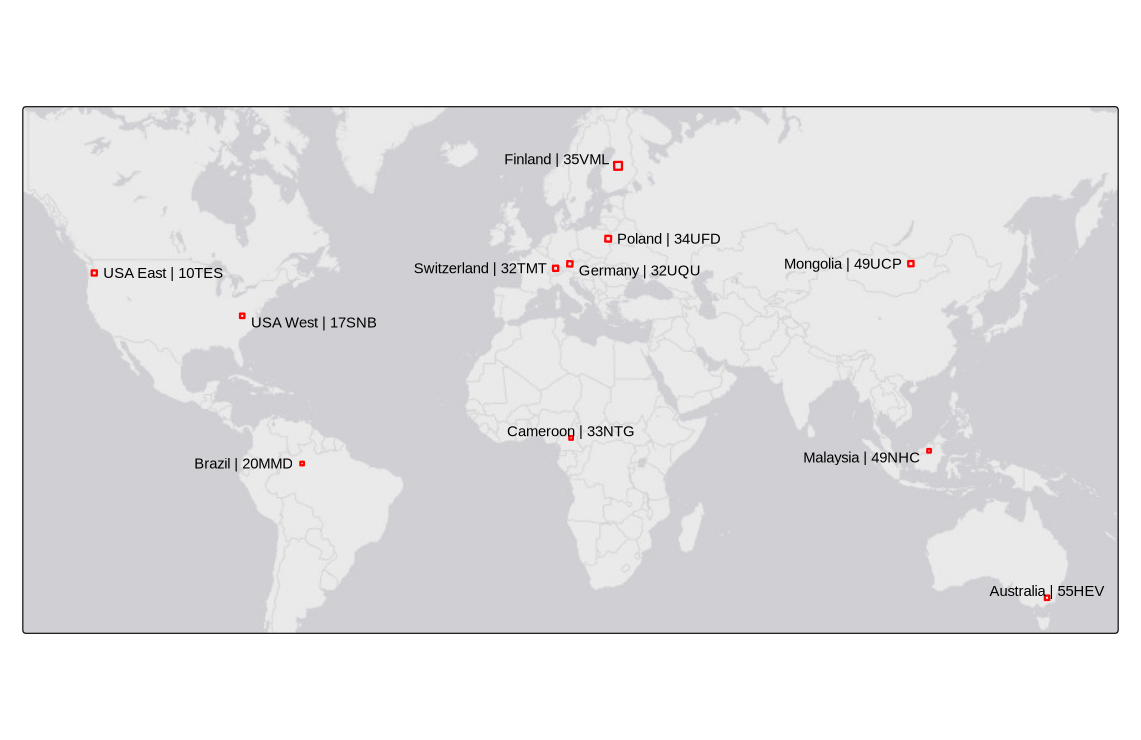 Finland | 35VML
Poland | 34UFD
Switzerland | 32TMT
Germany | 32UQU
Mongolia | 49UCP
USA East | 10TES
USA West | 17SNB
Cameroon | 33NTG
Brazil | 20MMD
Malaysia | 49NHC
Australia | 55HEV